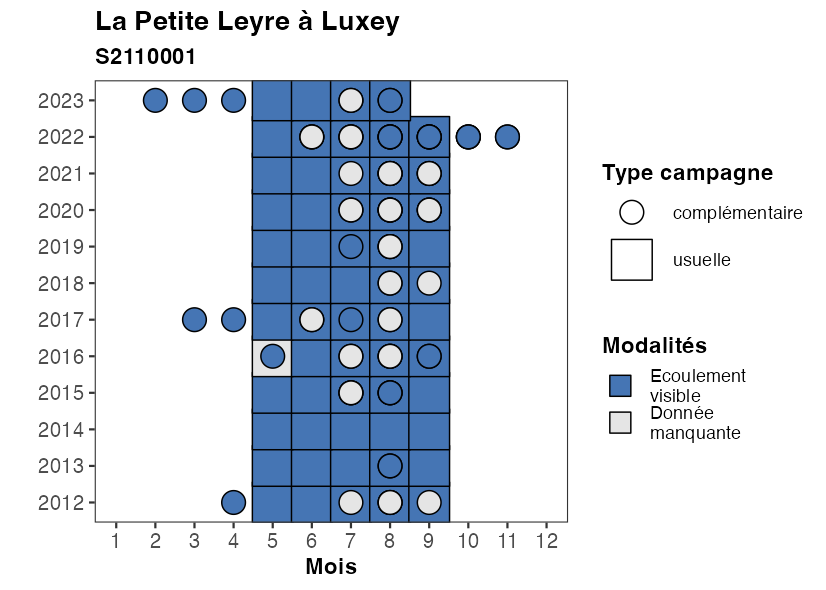 La Petite Leyre à Luxey
S2110001
2023
2022
2021
2020
2019
2018
2017
2016
2015
2014
2013
2012
1 2 3 4 5 6 7 8 9 10 11 12
Mois
Type campagne
complémentaire
usuelle
Modalités
Ecoulement
visible
Donnée
manquante